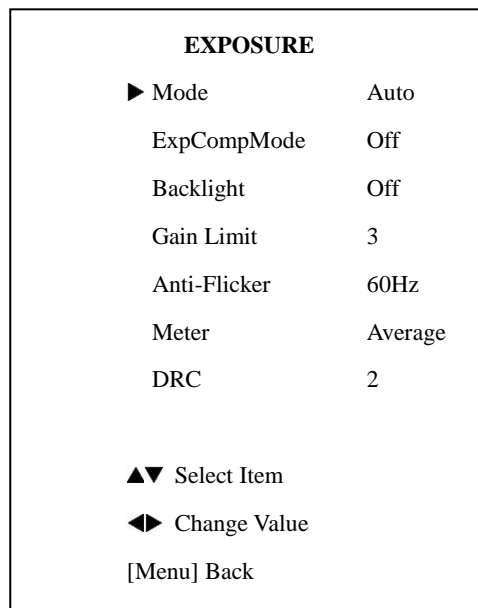 EXPOSURE
▶ Mode Auto
ExpCompMode Off
Backlight Off
Gain Limit 3
Anti-Flicker 60Hz
Meter Average
DRC 2
▲▼ Select Item
◀▶ Change Value
[Menu] Back